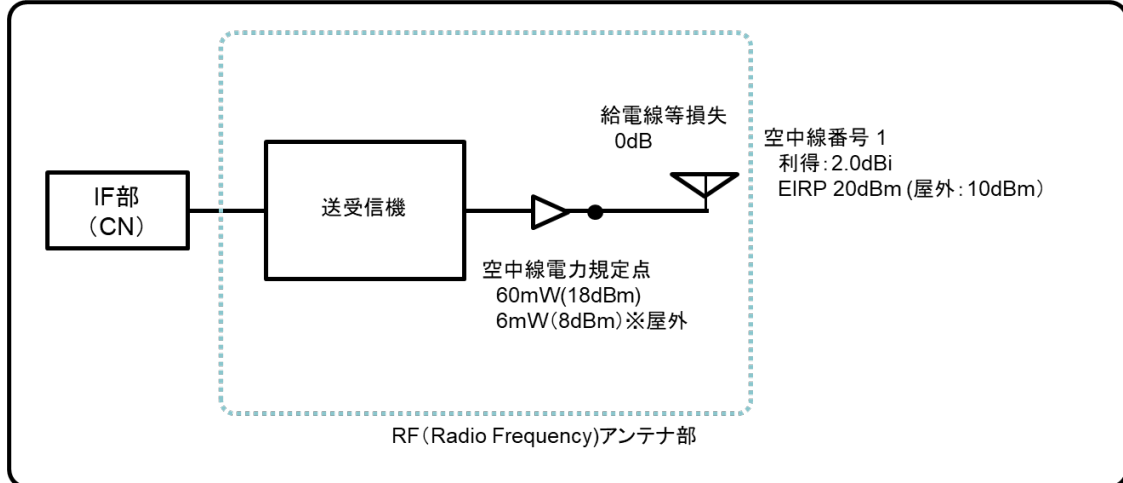 給電線等損失
0dB
空中線番号 1
利得：2.0dBi
EIRP 20dBm (屋外：10dBm）
IF部
（CN）
送受信機
空中線電力規定点
60mW(18dBm)
6mW（8dBm）※屋外
RF（Radio Frequency)アンテナ部